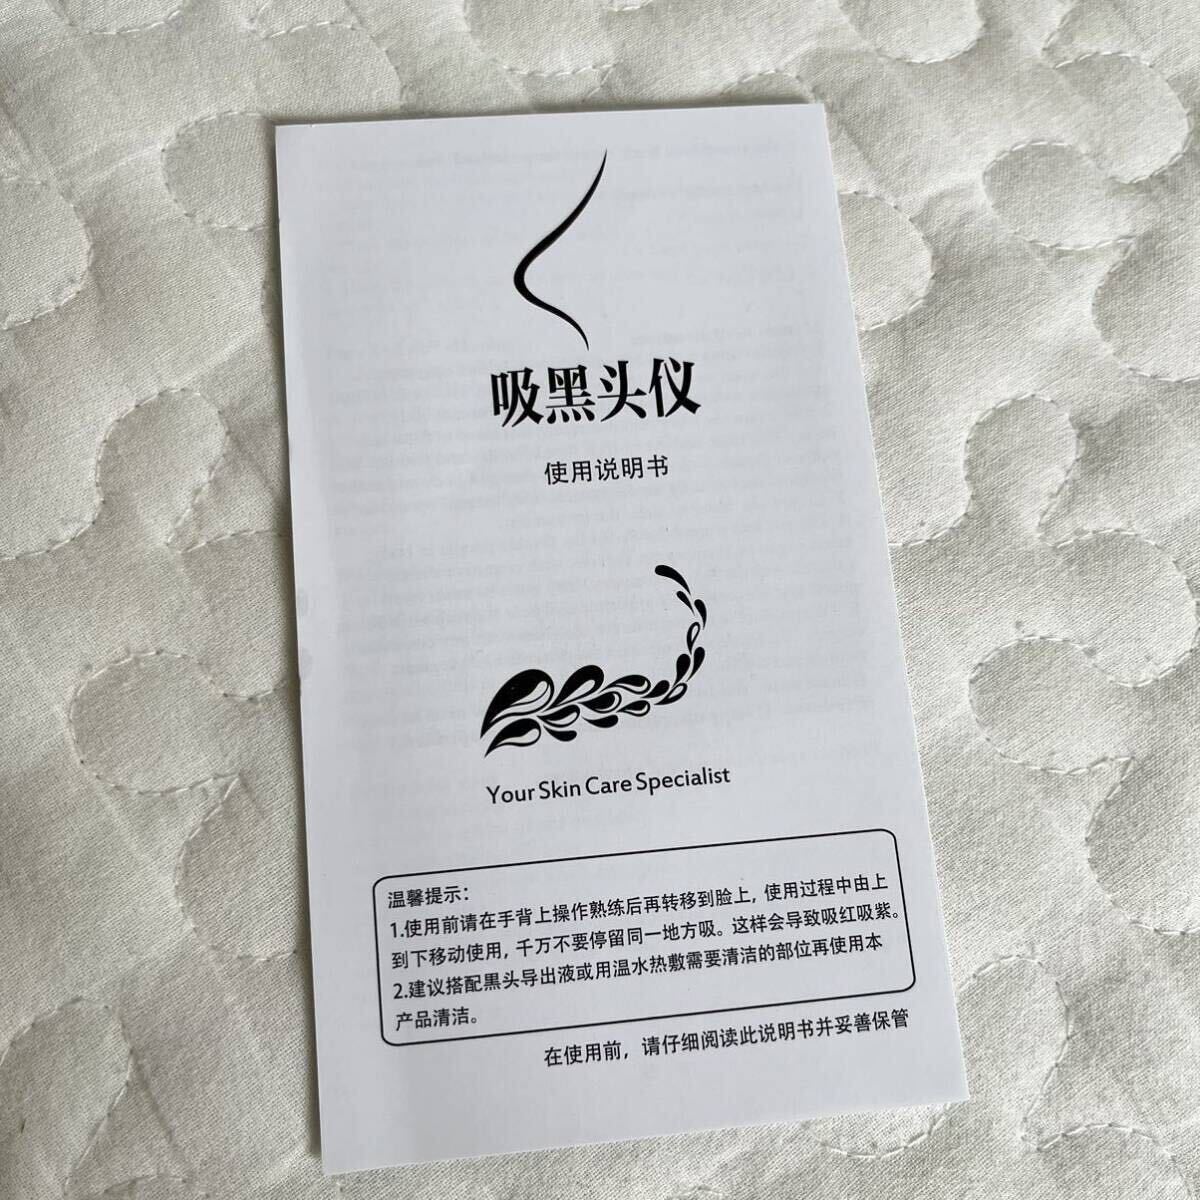 吸黑头仪
使用说明书
Your Skin Care Specialist
温馨提示：
1.使用前请在手背上操作熟练后再转移到脸上，使用过程中由上
到下移动使用，千万不要停留同一地方吸。这样会导致吸红吸紫。
2.建议搭配黑头导出液或用温水热敷需要清洁的部位再使用本
产品清洁。
在使用前，请仔细阅读此说明书并妥善保管